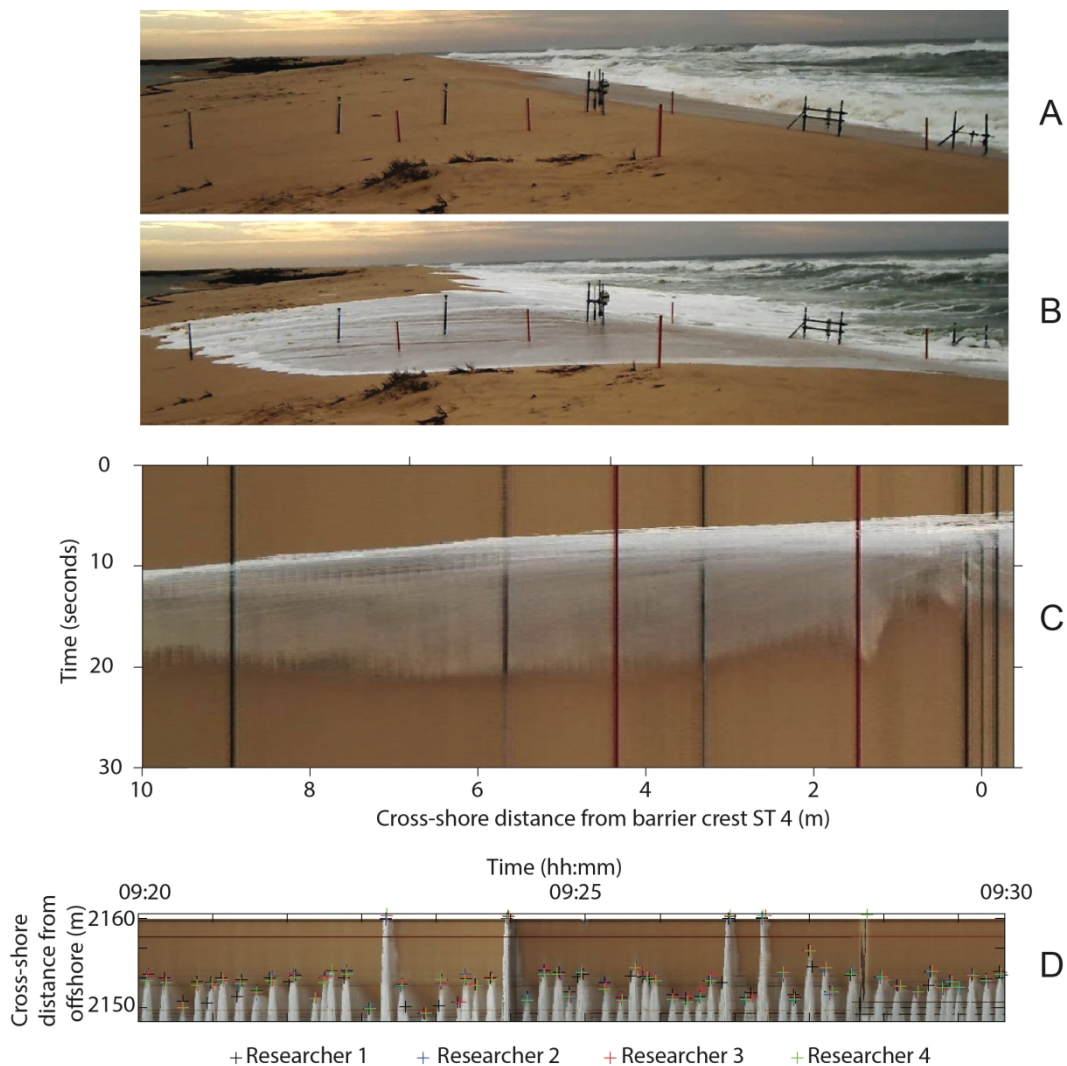 A
B
0
10
20
30
Time (seconds)
C
10 8 6 4 2 0
Cross-shore distance from barrier crest ST 4 (m)
Time (hh:mm)
09:20 09:25 09:30
Cross-shore
distance from
offshore (m)
2160
2150
D
+ Researcher 1 + Researcher 2 + Researcher 3 + Researcher 4